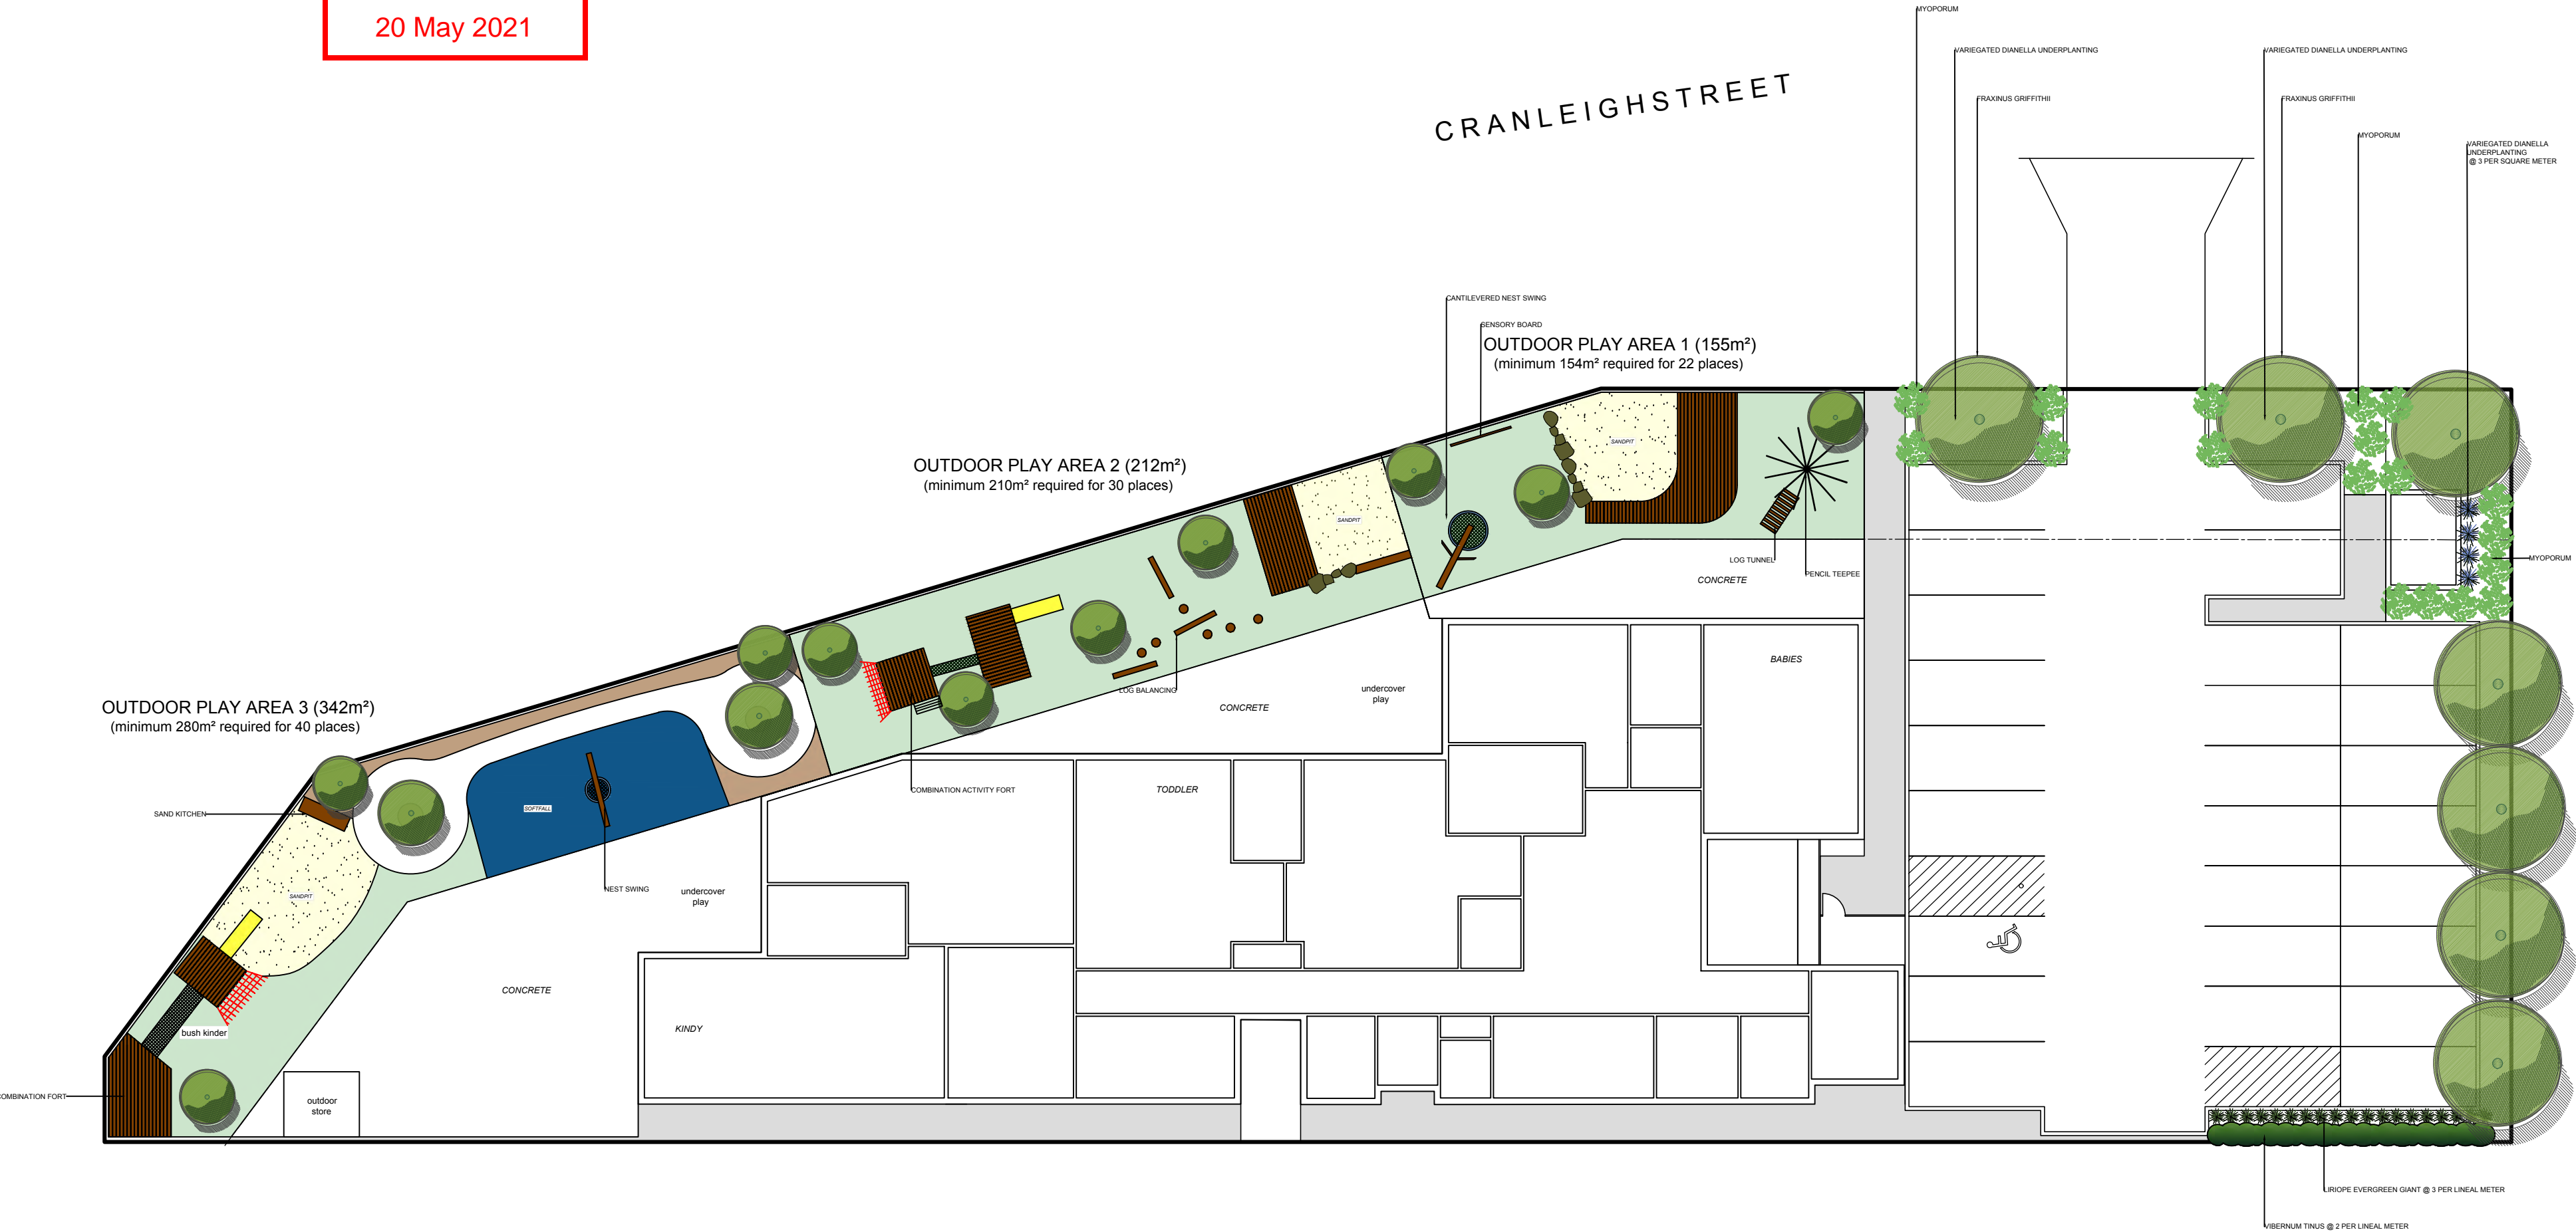 20 May 2021
MYOPORUM
VARIEGATED DIANELLA UNDERPLANTING
VARIEGATED DIANELLA UNDERPLANTING
CRANLEIGHSTREET
FRAXINUS GRIFFITHII
FRAXINUS GRIFFITHII
MYOPORUM
VARIEGATED DIANELLA
UNDERPLANTING
@ 3 PER SQUARE METER
CANTILEVERED NEST SWING
SENSORY BOARD
OUTDOOR PLAY AREA 1 (155m²)
(minimum 154m² required for 22 places)
SANDPIT
OUTDOOR PLAY AREA 2 (212m²)
(minimum 210m² required for 30 places)
SANDPIT
LOG TUNNEL
PENCIL TEEPEE
MYOPORUM
CONCRETE
BABIES
LOG BALANCING
undercover
play
CONCRETE
OUTDOOR PLAY AREA 3 (342m²)
(minimum 280m² required for 40 places)
COMBINATION ACTIVITY FORT
TODDLER
SAND KITCHEN
SOFTFALL
NEST SWING
undercover
play
SANDPIT
CONCRETE
bush kinder
KINDY
COMBINATION FORT
outdoor
store
LIRIOPE EVERGREEN GIANT @ 3 PER LINEAL METER
VIBERNUM TINUS @ 2 PER LINEAL METER